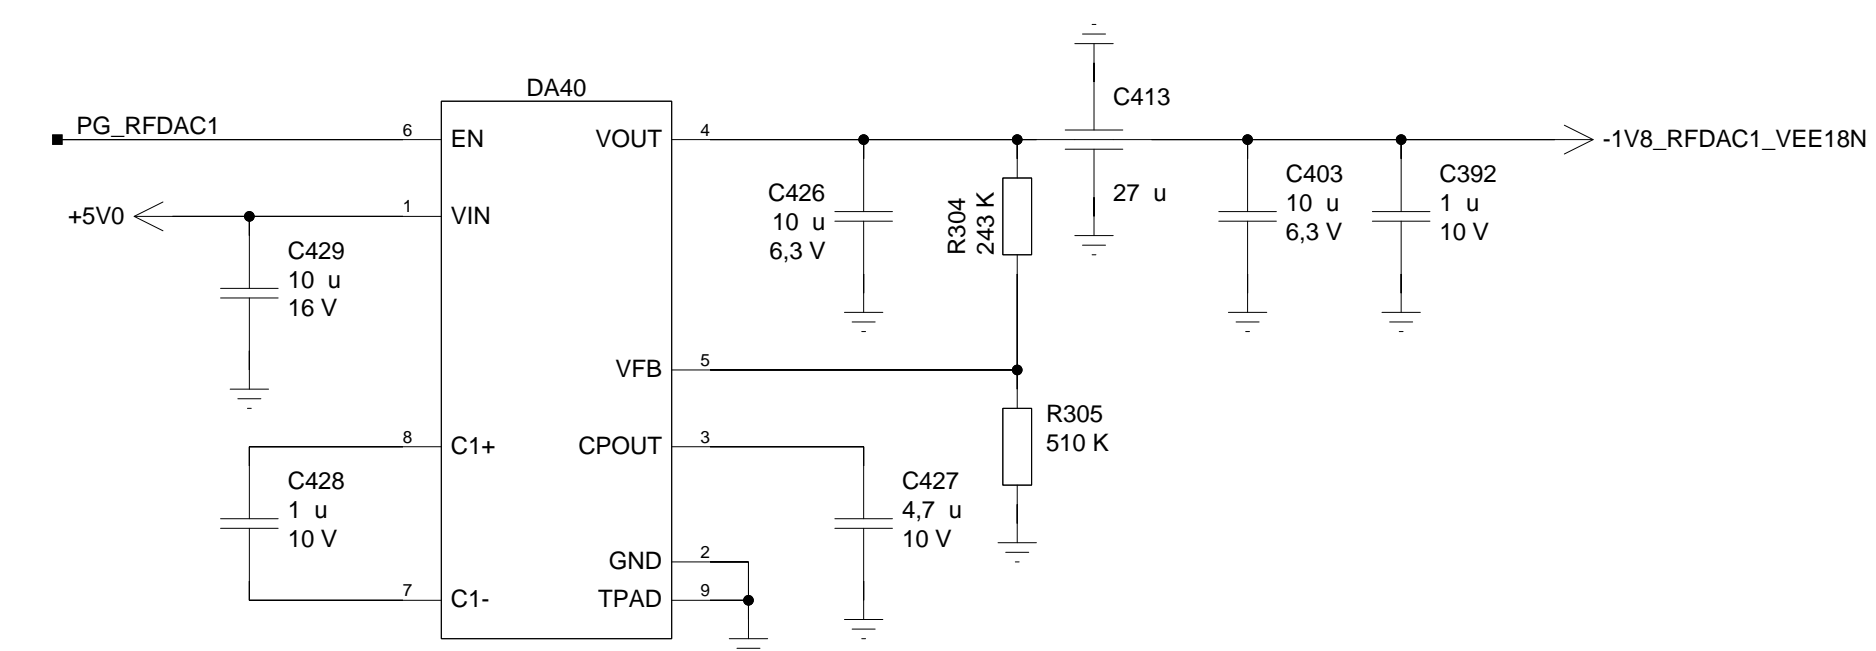 DA40
C413
PG_RFDAC1
6
EN
VOUT
4
-1V8_RFDAC1_VEE18N
C426
10 u
6,3 V
R304
243 K
27 u
C403
10 u
6,3 V
C392
1 u
10 V
+5V0
1
VIN
C429
10 u
16 V
VFB
5
R305
510 K
8
C1+
CPOUT
3
C428
1 u
10 V
C427
4,7 u
10 V
GND
2
7
C1-
TPAD
9